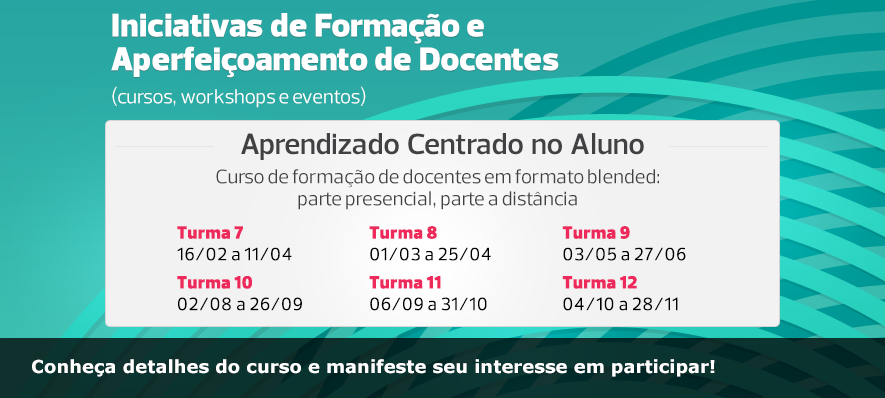 Iniciativas de Formação e
Aperfeiçoamento de Docentes
(cursos, workshops e eventos)
Aprendizado Centrado no Aluno
Curso de formação de docentes em formato blended:
parte presencial, parte a distância
Turma 7 Turma 8 Turma 9
16/02 a 11/04 01/03 a 25/04 03/05 a 27/06
Turma 10 Turma 11 Turma 12
02/08 a 26/09 06/09 a 31/10 04/10 a 28/11
Conheça detalhes do curso e manifeste seu interesse em participar!